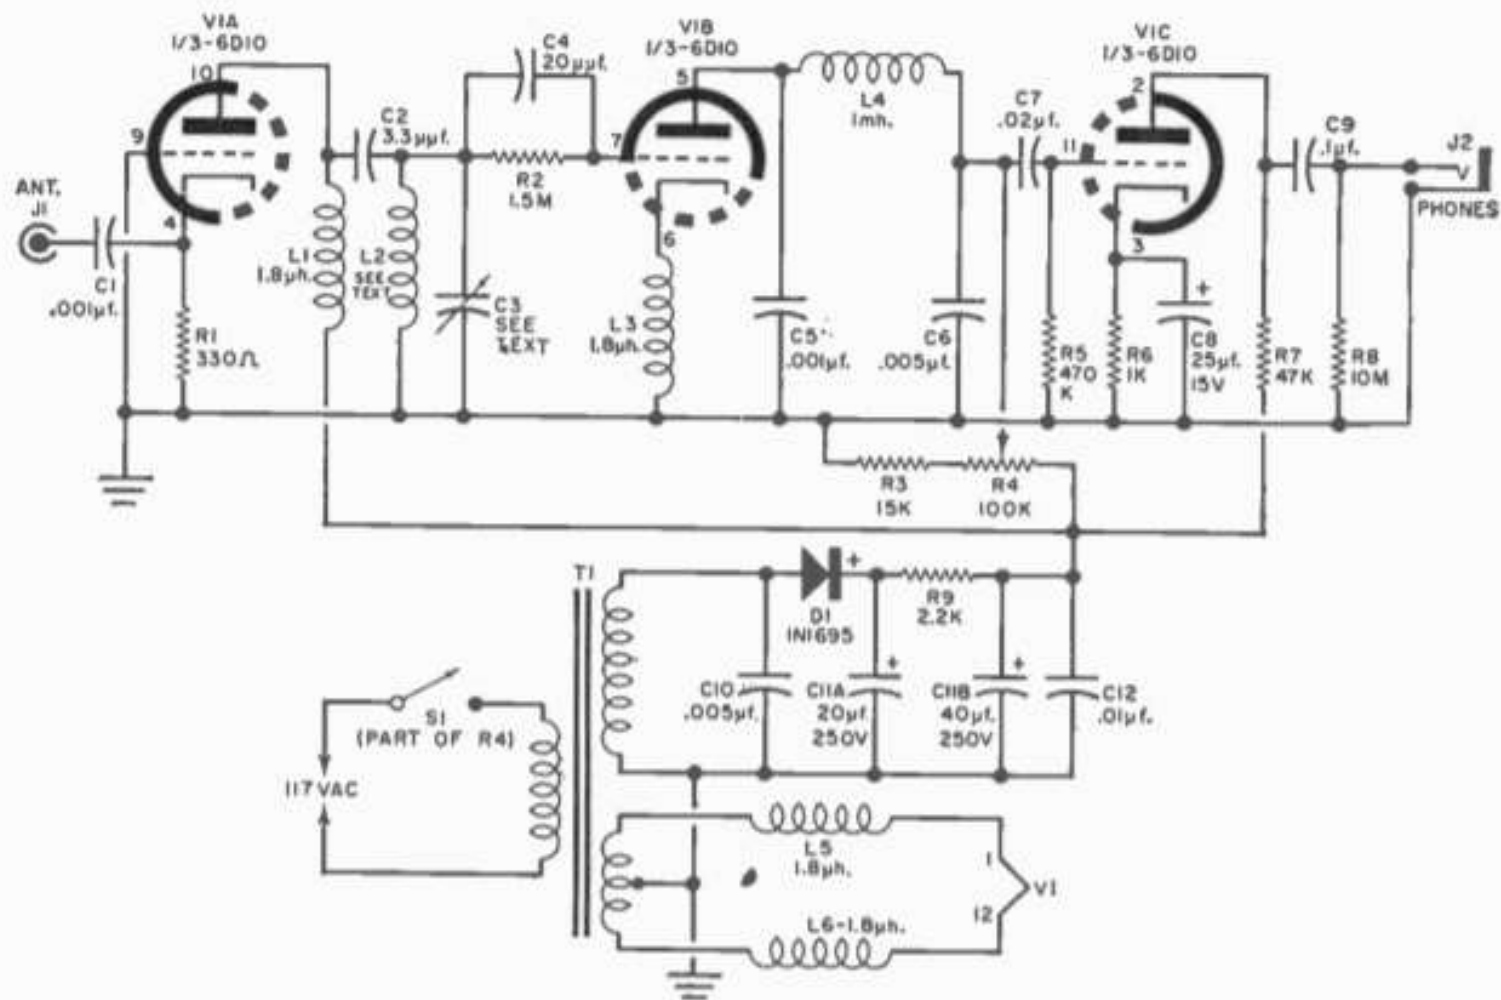 V1A
1/3-6D10
10
9
4
ANT.
J1
C1
.001µf.
R1
330Ω
L1
1.8µh.
C2
3.3µµf.
L2
SEE
TEXT
C4
20µµf.
R2
1.5M
C3
SEE
TEXT
V1B
1/3-6D10
5
7
6
L3
1.8µh.
L4
1mh.
C5
.001µf.
C6
.005µf.
C7
.02µf.
R5
470
K
V1C
1/3-6D10
2
11
3
R6
1K
+
C8
25µf.
15V
R7
47K
C9
.1µf.
R8
10M
J2
PHONES
R3
15K
R4
100K
T1
D1
1N1695
+
R9
2.2K
C10
.005µf.
C11A
20µf.
250V
+
C11B
40µf.
250V
+
C12
.01µf.
S1
(PART OF R4)
117 VAC
L5
1.8µh.
L6-1.8µh.
1
12
V1